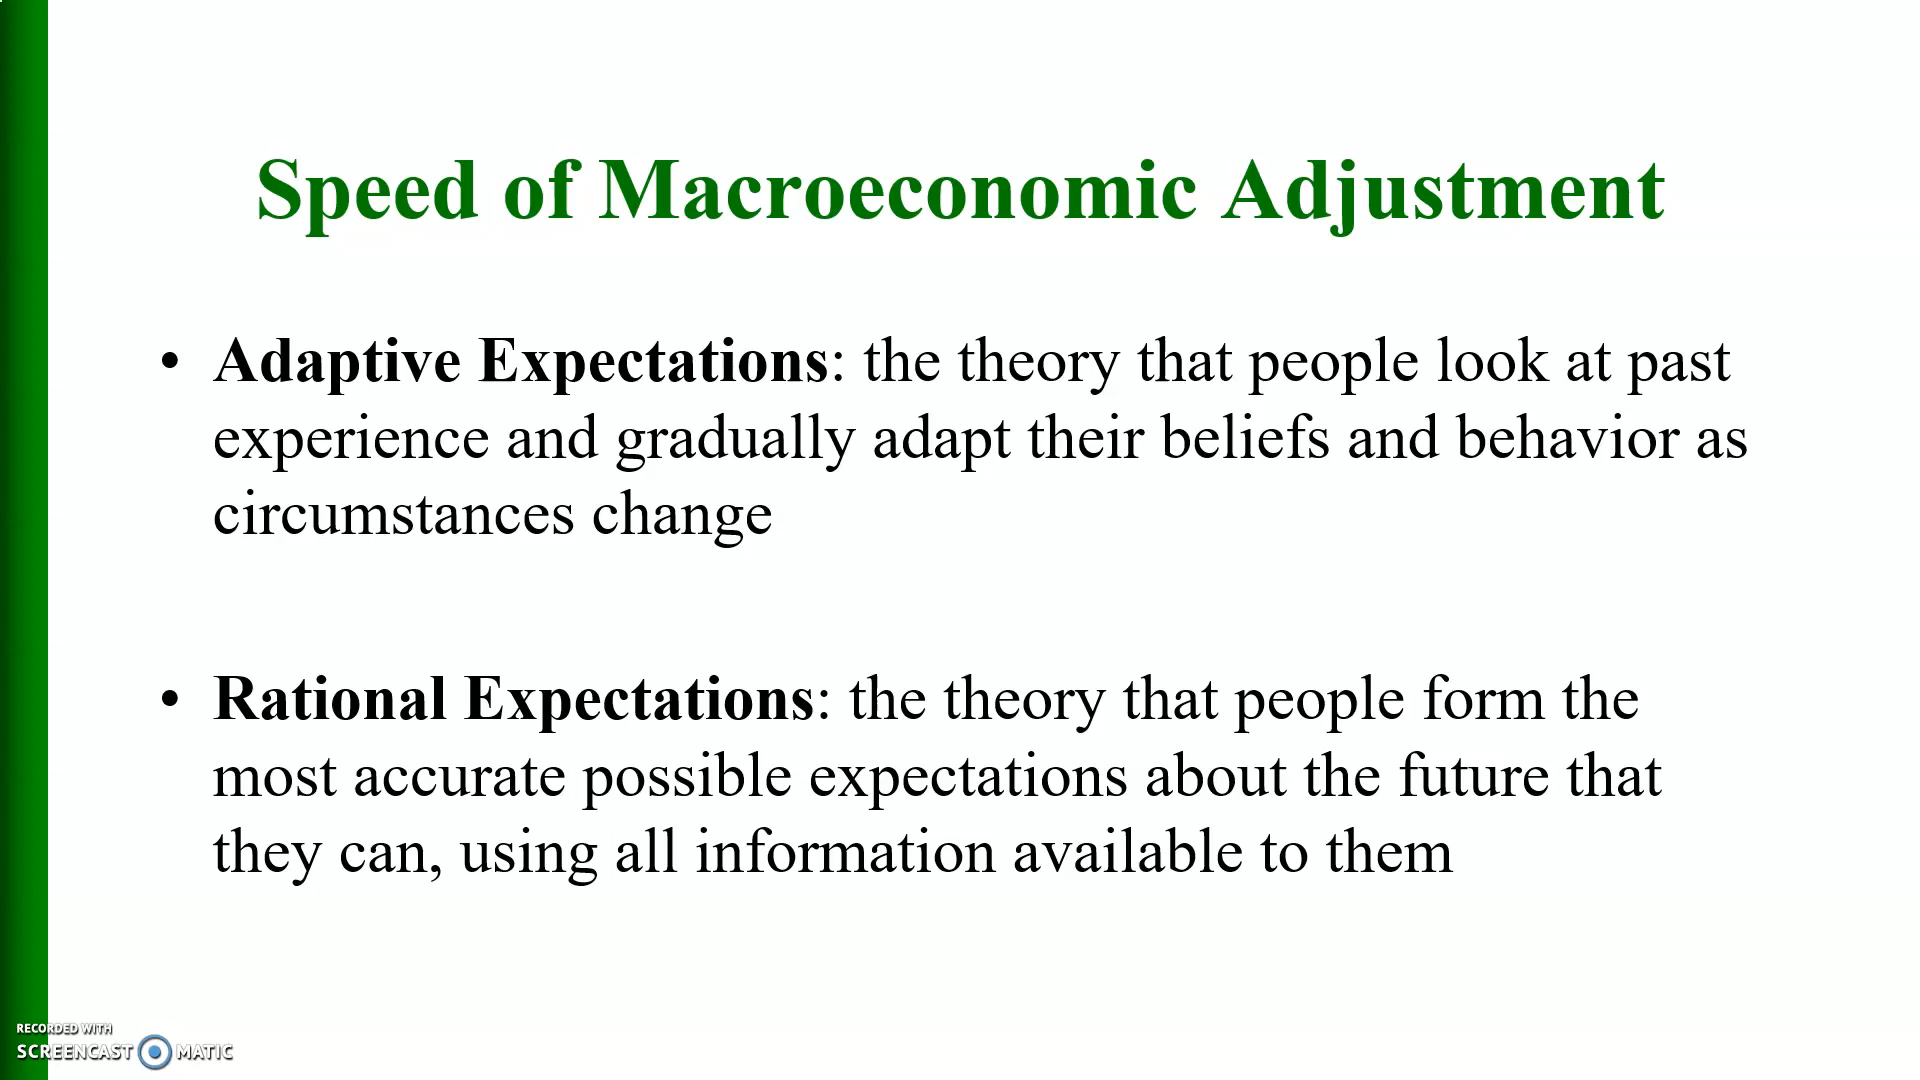 Speed of Macroeconomic Adjustment
• Adaptive Expectations: the theory that people look at past
experience and gradually adapt their beliefs and behavior as
circumstances change
• Rational Expectations: the theory that people form the
most accurate possible expectations about the future that
they can, using all information available to them
RECORDED WITH
SCREENCAST MATIC